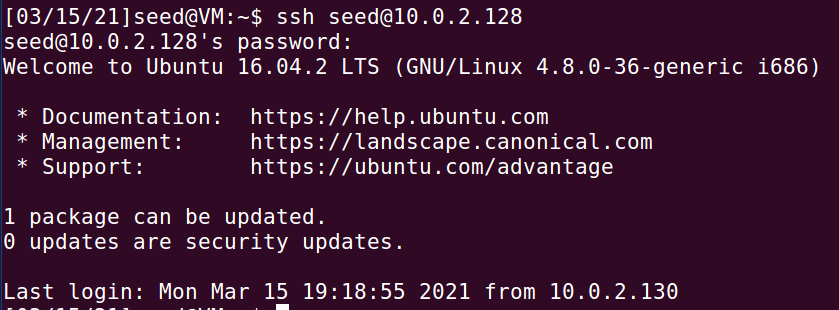 [03/15/21]seed@VM:~$ ssh seed@10.0.2.128
seed@10.0.2.128's password:
Welcome to Ubuntu 16.04.2 LTS (GNU/Linux 4.8.0-36-generic i686)
 * Documentation:  https://help.ubuntu.com
 * Management:     https://landscape.canonical.com
 * Support:        https://ubuntu.com/advantage
1 package can be updated.
0 updates are security updates.
Last login: Mon Mar 15 19:18:55 2021 from 10.0.2.130